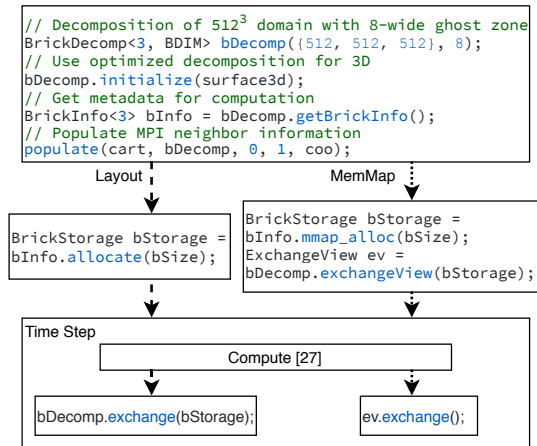 // Decomposition of 512³ domain with 8-wide ghost zone
BrickDecomp<3, BDIM> bDecomp({512, 512, 512}, 8);
// Use optimized decomposition for 3D
bDecomp.initialize(surface3d);
// Get metadata for computation
BrickInfo<3> bInfo = bDecomp.getBrickInfo();
// Populate MPI neighbor information
populate(cart, bDecomp, 0, 1, coo);
Layout
MemMap
BrickStorage bStorage =
bInfo.allocate(bSize);
BrickStorage bStorage =
bInfo.mmap_alloc(bSize);
ExchangeView ev =
bDecomp.exchangeView(bStorage);
Time Step
Compute [27]
bDecomp.exchange(bStorage);
ev.exchange();